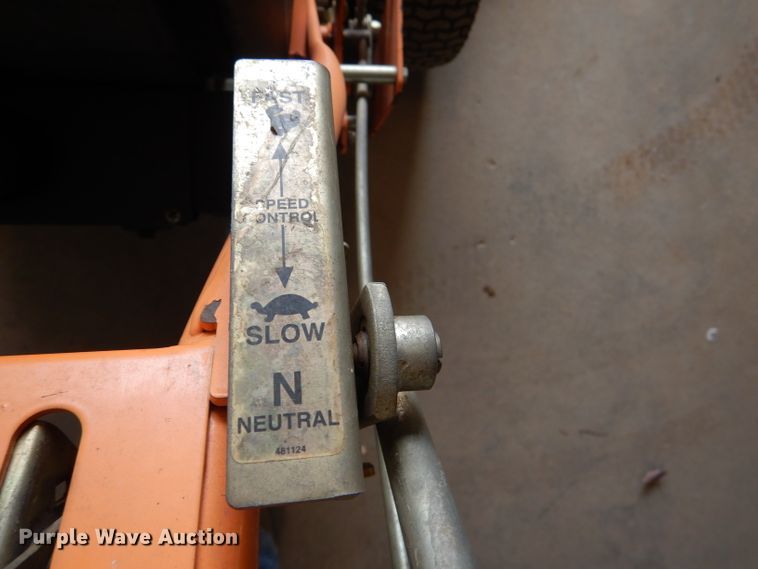 FAST
SPEED
CONTROL
SLOW
N
NEUTRAL
481124
Purple Wave Auction